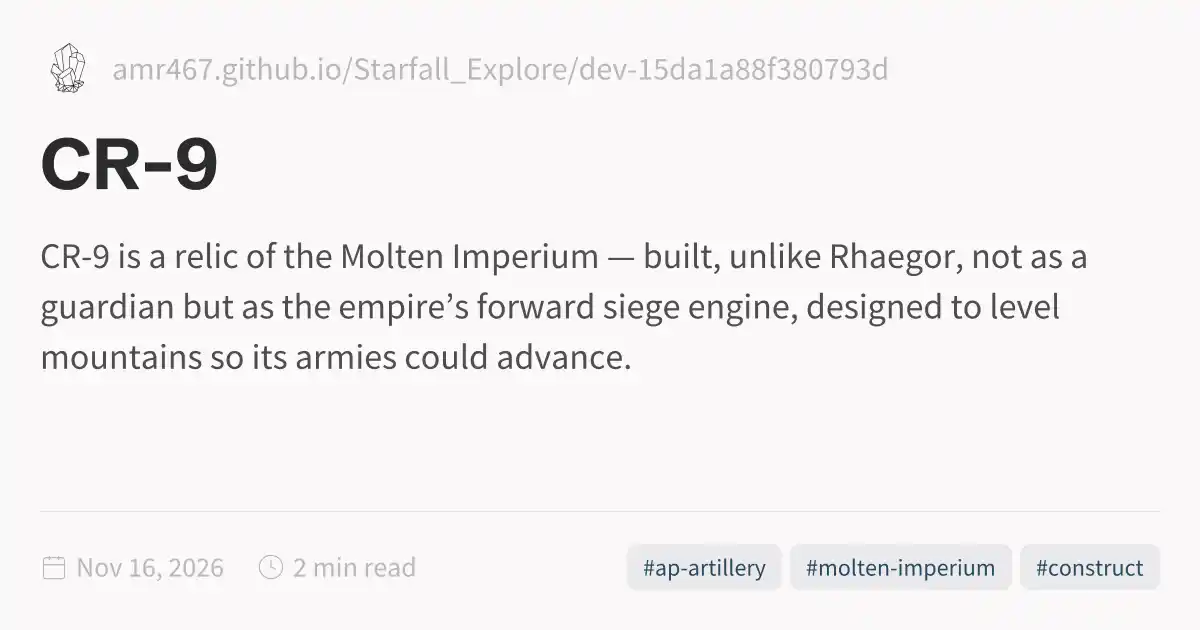 amr467.github.io/Starfall_Explore/dev-15da1a88f380793d
CR-9
CR-9 is a relic of the Molten Imperium — built, unlike Rhaegor, not as a
guardian but as the empire’s forward siege engine, designed to level
mountains so its armies could advance.
Nov 16, 2026 2 min read #ap-artillery #molten-imperium #construct